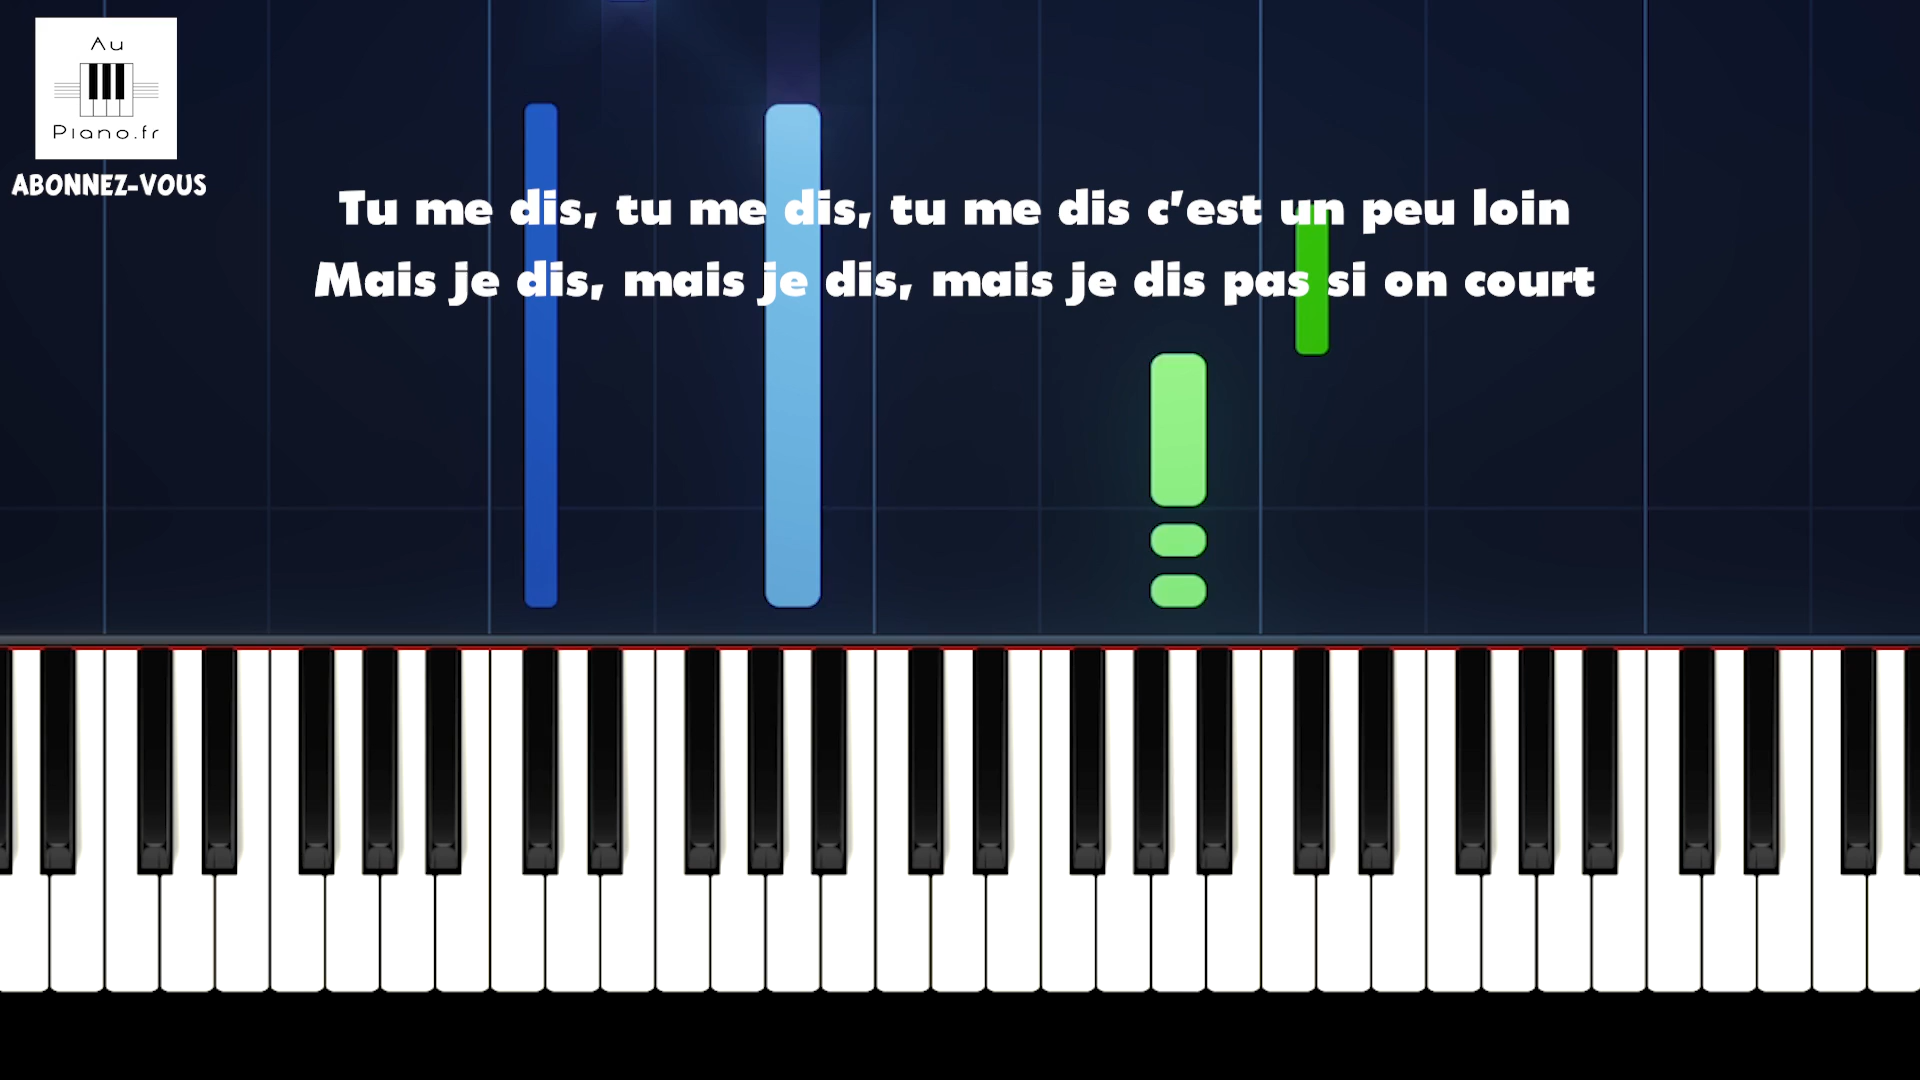 Au
Piano.fr
ABONNEZ-VOUS
Tu me dis, tu me dis, tu me dis c'est un peu loin
Mais je dis, mais je dis, mais je dis pas si on court